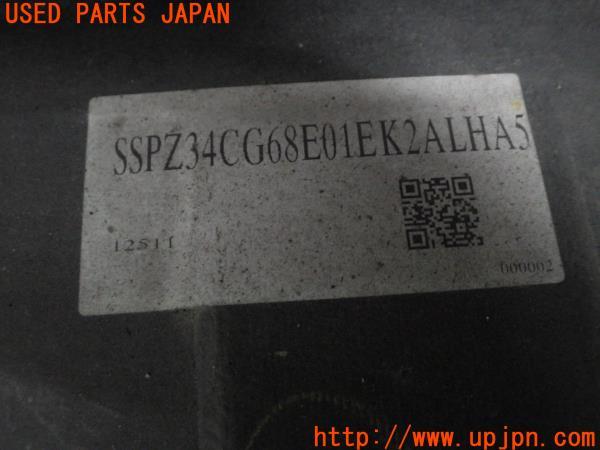 USED PARTS JAPAN
SSPZ34CG68E01EK2ALHA5
12511
000002
http://www.upjpn.com